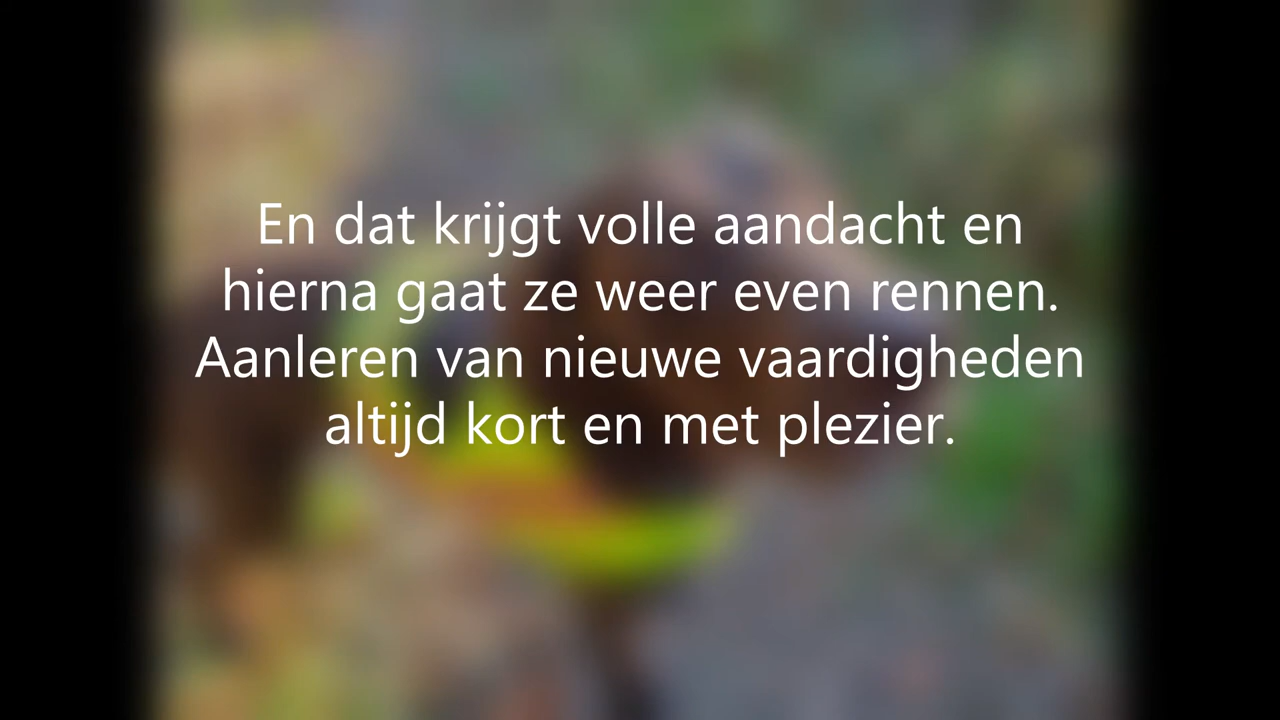 En dat krijgt volle aandacht en
hierna gaat ze weer even rennen.
Aanleren van nieuwe vaardigheden
altijd kort en met plezier.